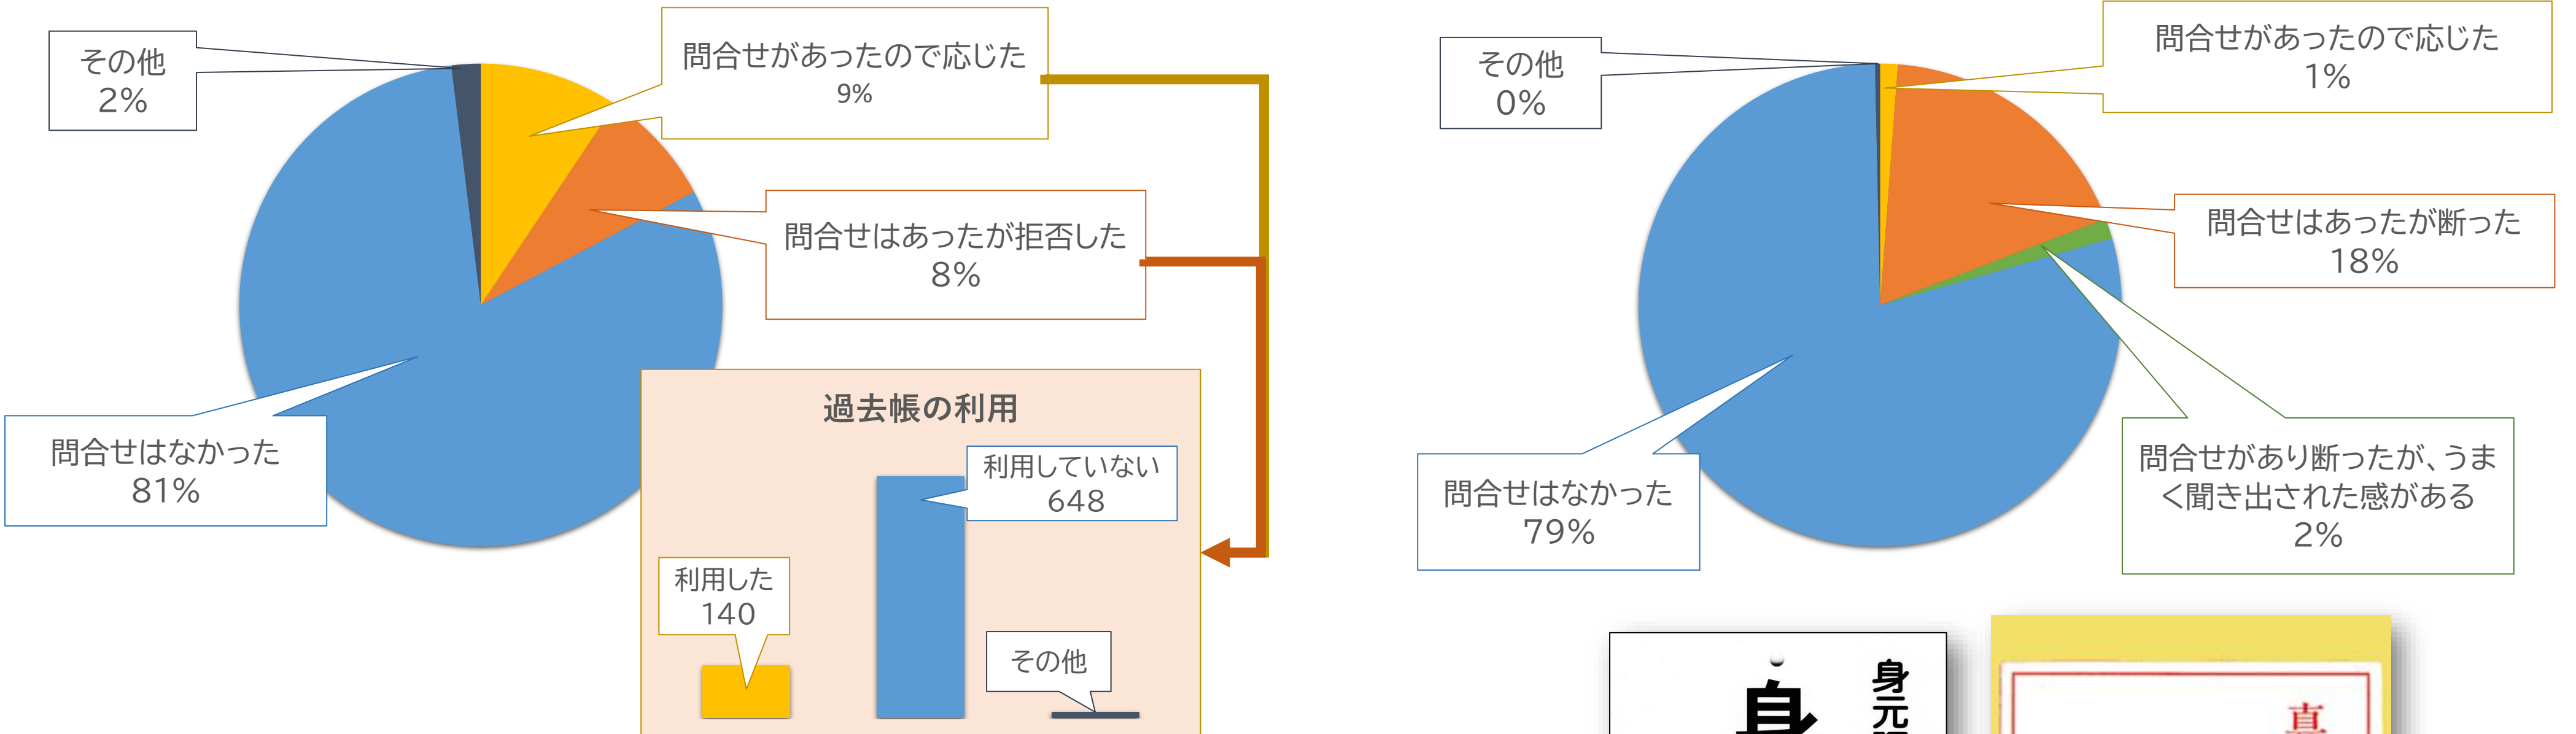 その他
2%
問合せがあったので応じた
9%
問合せはあったが拒否した
8%
問合せはなかった
81%
過去帳の利用
利用していない
648
利用した
140
その他
その他
0%
問合せがあったので応じた
1%
問合せはあったが断った
18%
問合せがあり断ったが、うま
く聞き出された感がある
2%
問合せはなかった
79%
身元
身
真